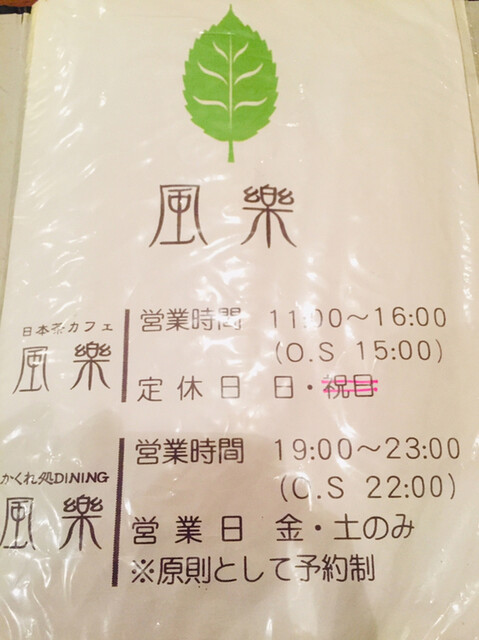 風樂
日本茶カフェ
風樂
営業時間 11:00～16:00
(O.S 15:00)
定休日 日・祝日
かくれ処DINING
風樂
営業時間 19:00～23:00
(O.S 22:00)
営業日 金・土のみ
※原則として予約制